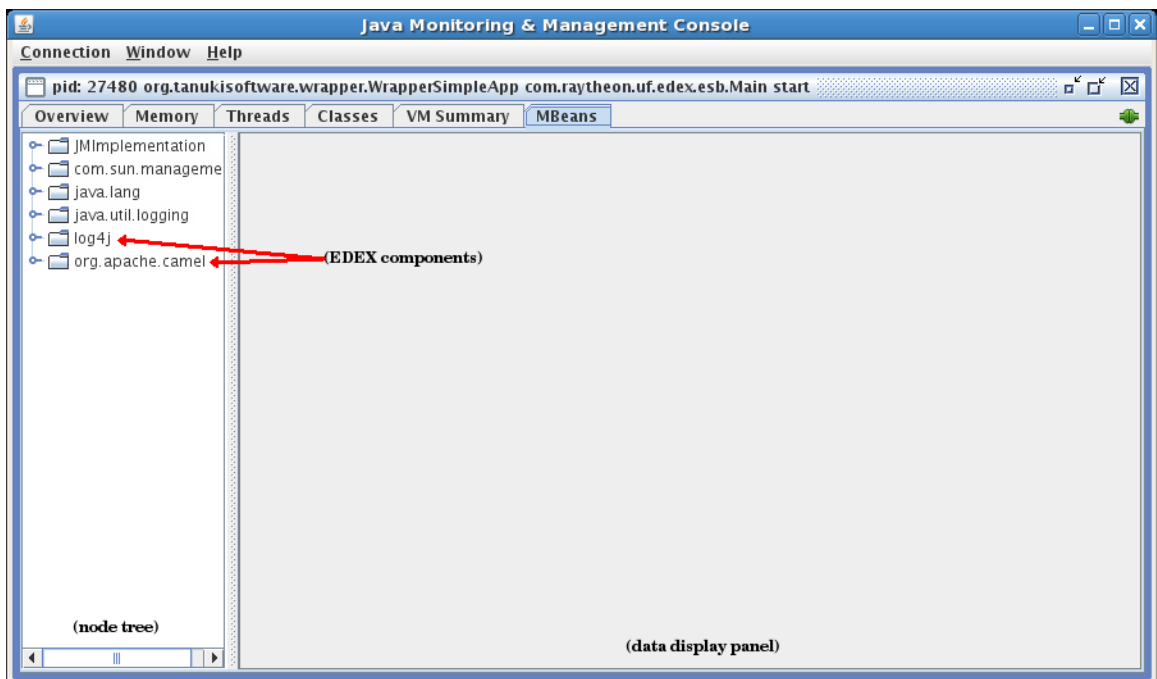 Java Monitoring & Management Console
Connection Window Help
pid: 27480 org.tanukisoftware.wrapper.WrapperSimpleApp com.raytheon.uf.edex.esb.Main start
Overview Memory Threads Classes VM Summary MBeans
JMImplementation
com.sun.manageme
java.lang
java.util.logging
log4j
org.apache.camel
(EDEX components)
(node tree)
(data display panel)